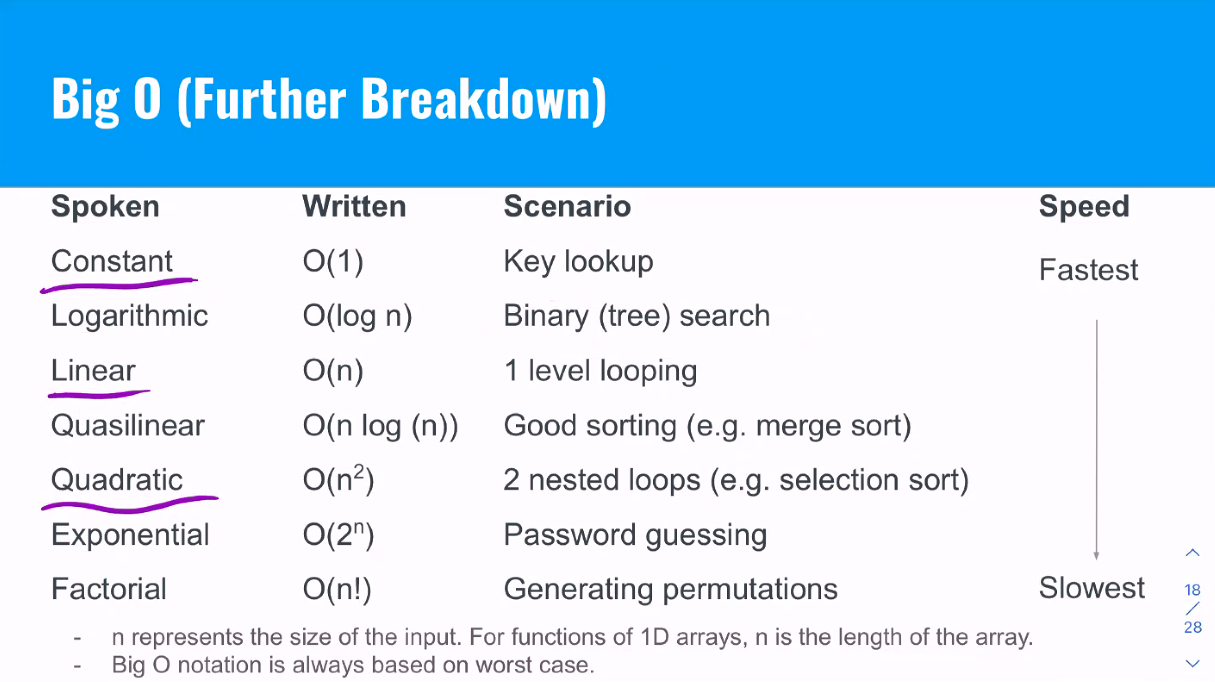 Big O (Further Breakdown)
Spoken Written Scenario Speed
Constant O(1) Key lookup Fastest
Logarithmic O(log n) Binary (tree) search
Linear O(n) 1 level looping
Quasilinear O(n log (n)) Good sorting (e.g. merge sort)
Quadratic O(n²) 2 nested loops (e.g. selection sort)
Exponential O(2ⁿ) Password guessing
Factorial O(n!) Generating permutations Slowest
- n represents the size of the input. For functions of 1D arrays, n is the length of the array.
- Big O notation is always based on worst case.
18
/
28